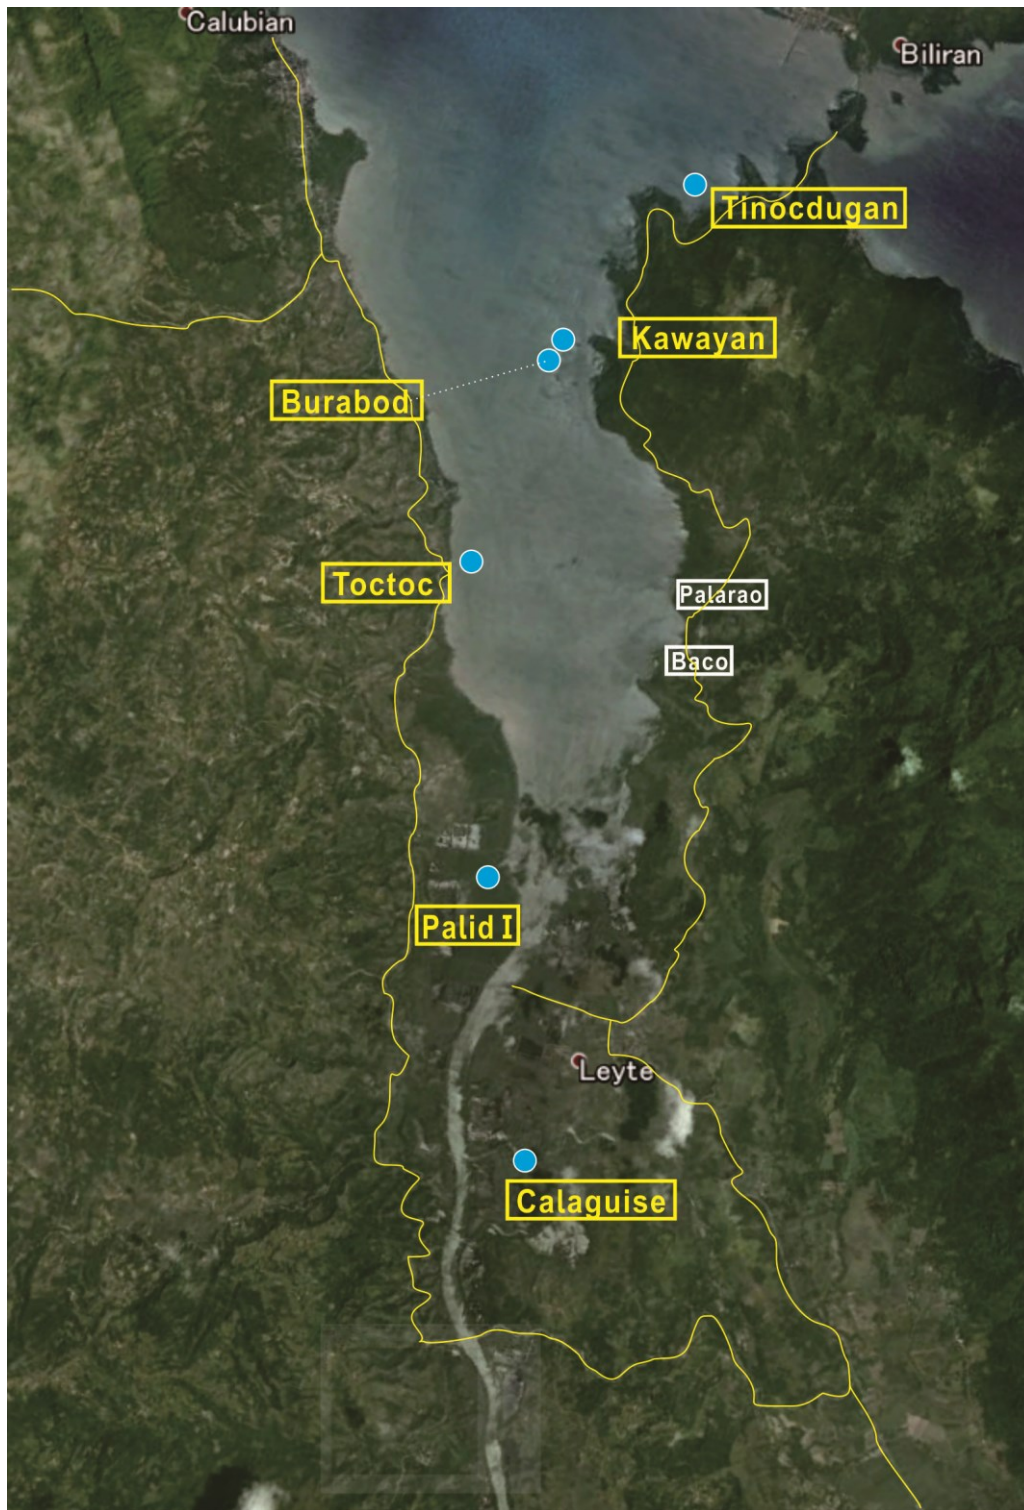 Calubian
Biliran
Tinocdugan
Kawayan
Burabod
Toctoc
Palarao
Baco
Palid I
Leyte
Calaguise